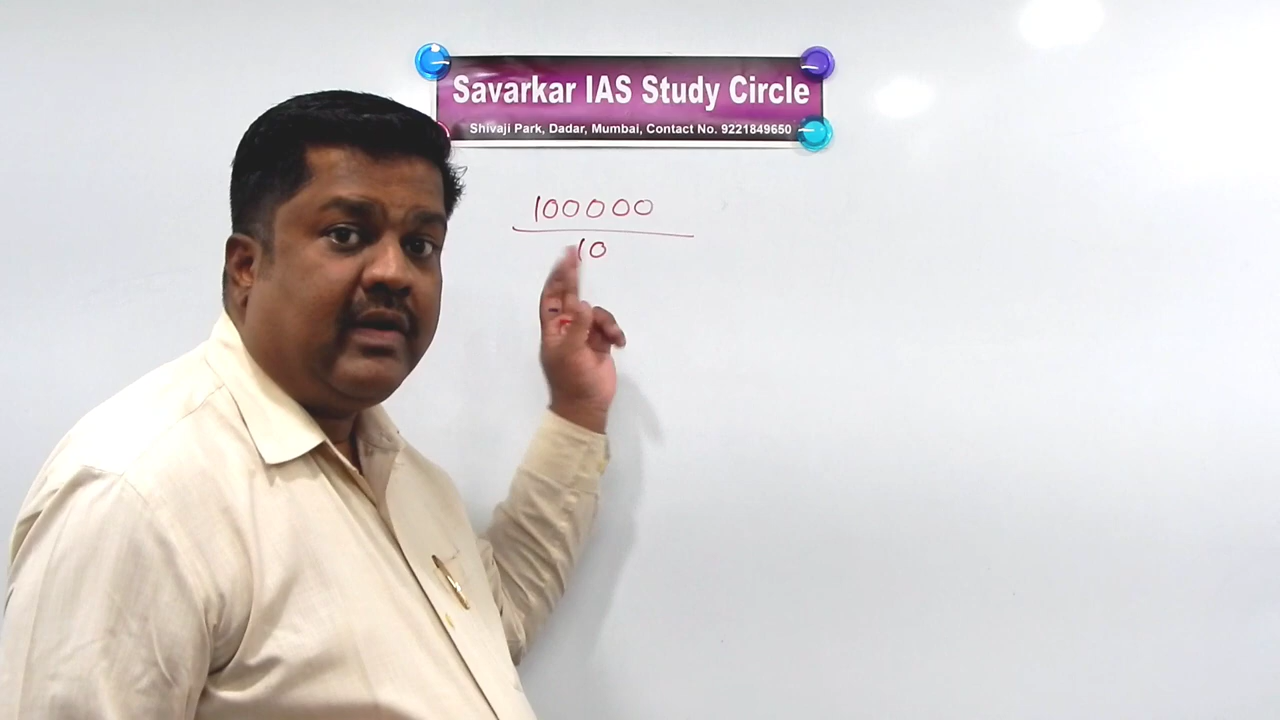 Savarkar IAS Study Circle
Shivaji Park, Dadar, Mumbai, Contact No. 9221849650
100000
10